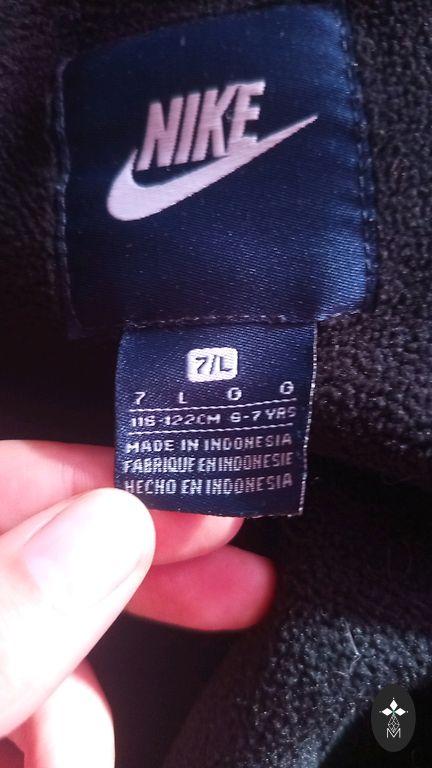 NIKE
7/L
7 L G G
116-122CM 6-7 YRS
MADE IN INDONESIA
FABRIQUE EN INDONESIE
HECHO EN INDONESIA
M